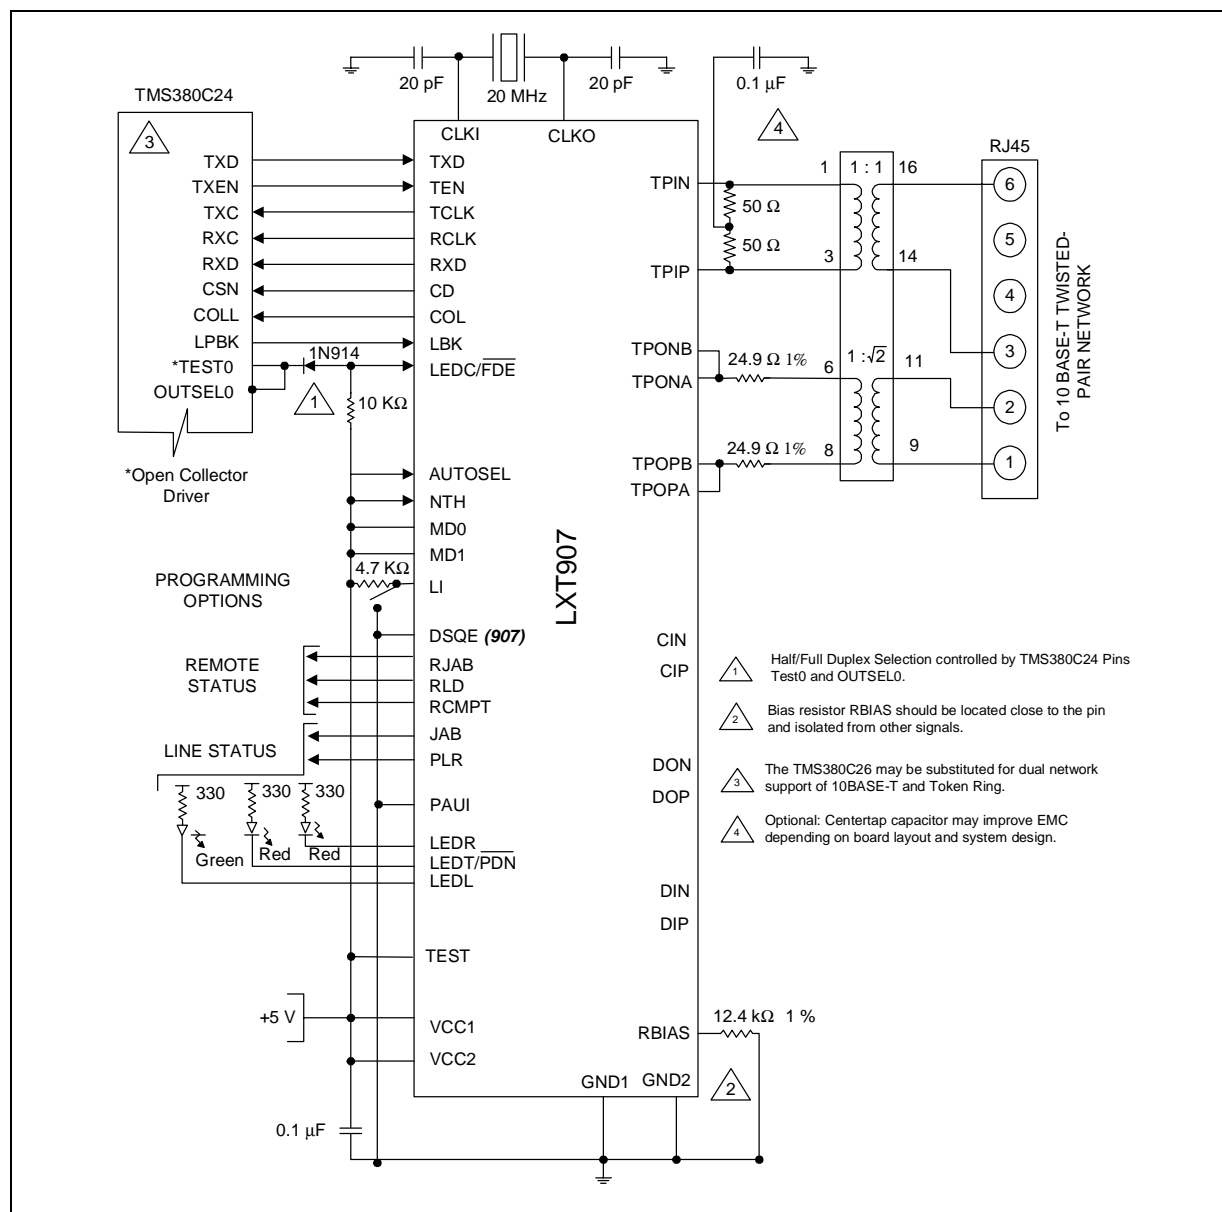 20 pF
20 MHz
20 pF
0.1 µF
TMS380C24
3
TXD
TXEN
TXC
RXC
RXD
CSN
COLL
LPBK
*TEST0
OUTSEL0
*Open Collector
Driver
1N914
1
10 KΩ
CLKI
CLKO
TXD
TEN
TCLK
RCLK
RXD
CD
COL
LBK
LEDC/FDE
AUTOSEL
NTH
MD0
MD1
4.7 KΩ
LI
DSQE (907)
RJAB
RLD
RCMPT
JAB
PLR
PAUI
LEDR
LEDT/PDN
LEDL
TEST
VCC1
VCC2
PROGRAMMING
OPTIONS
REMOTE
STATUS
LINE STATUS
330
330
330
Green
Red
Red
+5 V
0.1 µF
LXT907
TPIN
TPIP
TPONB
TPONA
TPOPB
TPOPA
CIN
CIP
DON
DOP
DIN
DIP
RBIAS
GND1
GND2
12.4 kΩ 1 %
2
4
50 Ω
50 Ω
24.9 Ω 1%
24.9 Ω 1%
1
1 : 1
16
3
14
6
1 :√2
11
8
9
RJ45
6
5
4
3
2
1
To 10 BASE-T TWISTED-
PAIR NETWORK
1
Half/Full Duplex Selection controlled by TMS380C24 Pins
Test0 and OUTSEL0.
2
Bias resistor RBIAS should be located close to the pin
and isolated from other signals.
3
The TMS380C26 may be substituted for dual network
support of 10BASE-T and Token Ring.
4
Optional: Centertap capacitor may improve EMC
depending on board layout and system design.